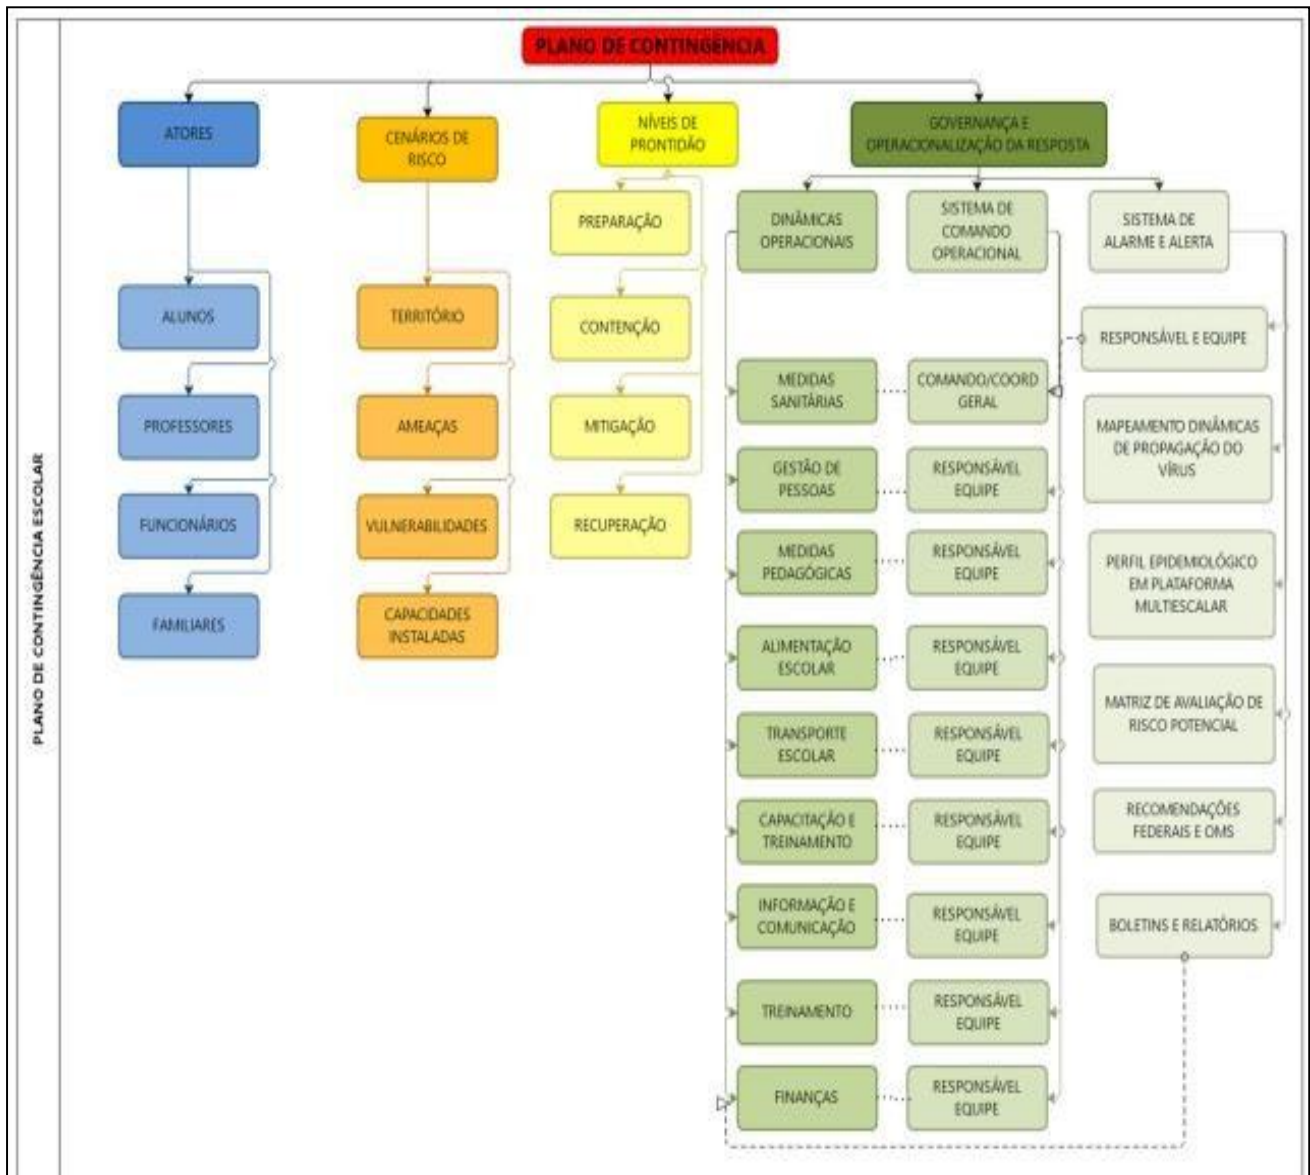 PLANO DE CONTINGÊNCIA
ATORES
CENÁRIOS DE
RISCO
NÍVEIS DE
PRONTIDÃO
GOVERNANÇA E
OPERACIONALIZAÇÃO DA RESPOSTA
ALUNOS
PROFESSORES
FUNCIONÁRIOS
FAMILIARES
TERRITÓRIO
AMEAÇAS
VULNERABILIDADES
CAPACIDADES
INSTALADAS
PREPARAÇÃO
CONTENÇÃO
MITIGAÇÃO
RECUPERAÇÃO
DINÂMICAS
OPERACIONAIS
MEDIDAS
SANITÁRIAS
GESTÃO DE
PESSOAS
MEDIDAS
PEDAGÓGICAS
ALIMENTAÇÃO
ESCOLAR
TRANSPORTE
ESCOLAR
CAPACITAÇÃO E
TREINAMENTO
INFORMAÇÃO E
COMUNICAÇÃO
TREINAMENTO
FINANÇAS
SISTEMA DE
COMANDO
OPERACIONAL
COMANDO/COORD
GERAL
RESPONSÁVEL
EQUIPE
RESPONSÁVEL
EQUIPE
RESPONSÁVEL
EQUIPE
RESPONSÁVEL
EQUIPE
RESPONSÁVEL
EQUIPE
RESPONSÁVEL
EQUIPE
RESPONSÁVEL
EQUIPE
RESPONSÁVEL
EQUIPE
SISTEMA DE
ALARME E ALERTA
RESPONSÁVEL E EQUIPE
MAPEAMENTO DINÂMICAS
DE PROPAGAÇÃO DO
VÍRUS
PERFIL EPIDEMIOLÓGICO
EM PLATAFORMA
MULTIESCALAR
MATRIZ DE AVALIAÇÃO DE
RISCO POTENCIAL
RECOMENDAÇÕES
FEDERAIS E OMS
BOLETINS E RELATÓRIOS
PLANO DE CONTINGÊNCIA ESCOLAR